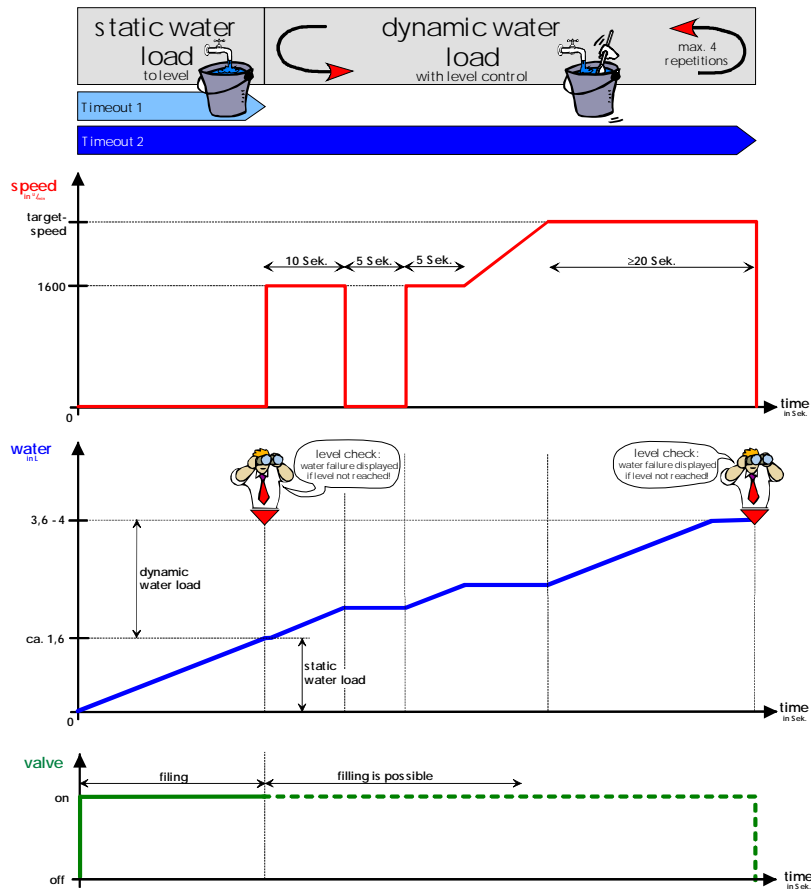 static water
load
to level
dynamic water
load
with level control
max. 4
repetitions
Timeout 1
Timeout 2
speed
target-
speed
10 Sek.
5 Sek.
5 Sek.
≥20 Sek.
1600
0
time
in Sek.
water
in L
level check:
water failure displayed
if level not reached!
level check:
water failure displayed
if level not reached!
3,6 - 4
dynamic
water load
ca. 1,6
static
water load
0
time
in Sek.
valve
filing
filling is possible
on
off
time
in Sek.